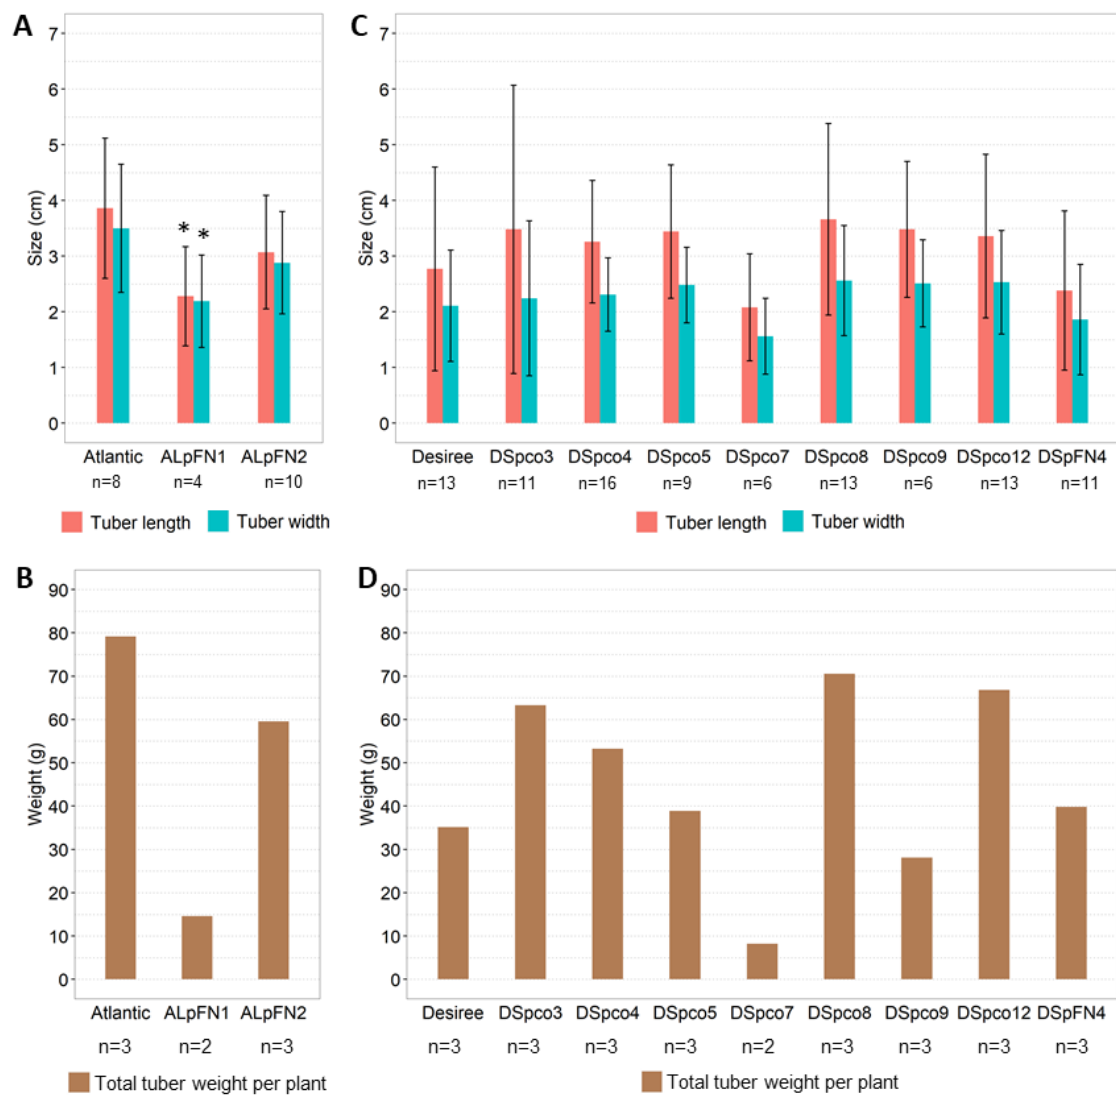 A
Size (cm)
7
6
5
4
3
2
1
0
* *
Atlantic ALpFN1 ALpFN2
n=8 n=4 n=10
Tuber length Tuber width
C
Size (cm)
7
6
5
4
3
2
1
0
Desiree DSpco3 DSpco4 DSpco5 DSpco7 DSpco8 DSpco9 DSpco12 DSpFN4
n=13 n=11 n=16 n=9 n=6 n=13 n=6 n=13 n=11
Tuber length Tuber width
B
Weight (g)
90
80
70
60
50
40
30
20
10
0
Atlantic ALpFN1 ALpFN2
n=3 n=2 n=3
Total tuber weight per plant
D
Weight (g)
90
80
70
60
50
40
30
20
10
0
Desiree DSpco3 DSpco4 DSpco5 DSpco7 DSpco8 DSpco9 DSpco12 DSpFN4
n=3 n=3 n=3 n=3 n=2 n=3 n=3 n=3 n=3
Total tuber weight per plant